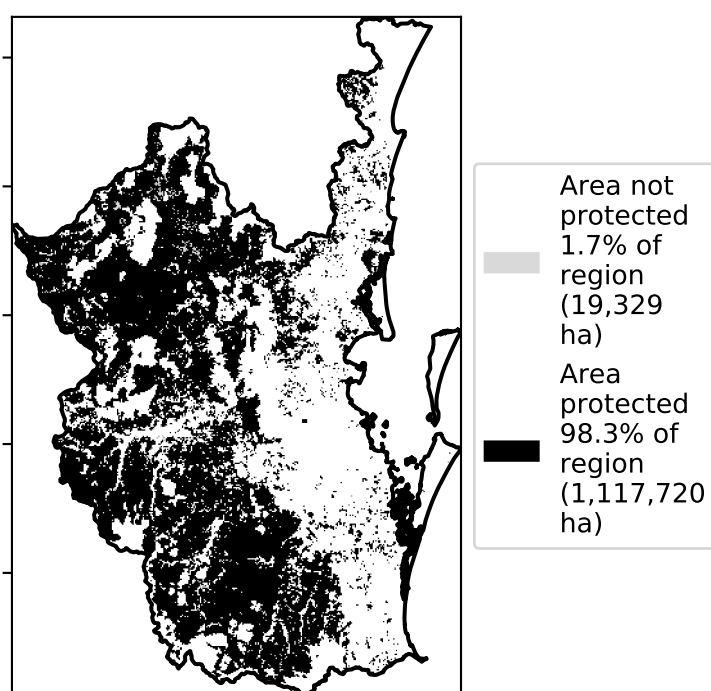 Area not
protected
1.7% of
region
(19,329
ha)
Area
protected
98.3% of
region
(1,117,720
ha)